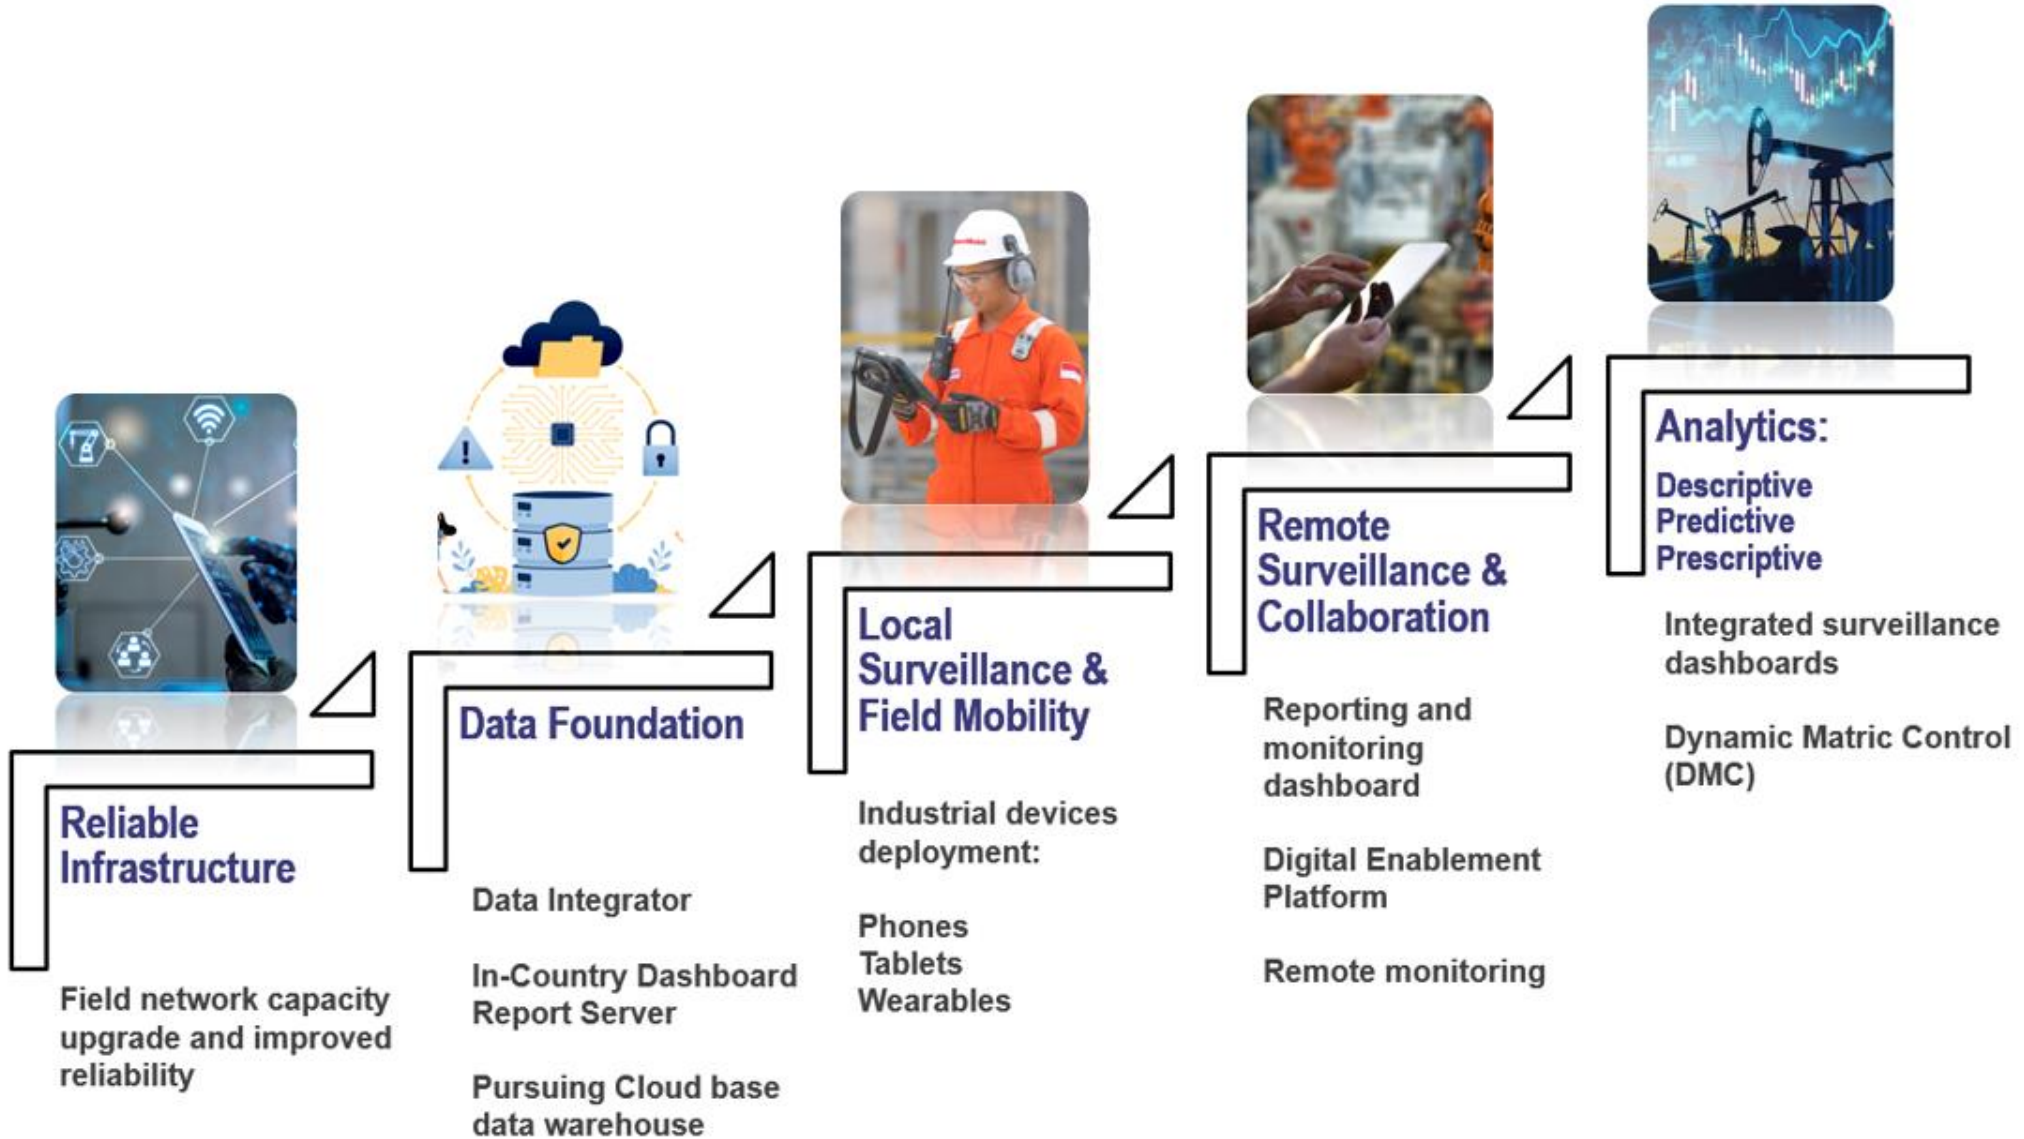 Reliable
Infrastructure
Field network capacity
upgrade and improved
reliability
Data Foundation
Data Integrator
In-Country Dashboard
Report Server
Pursuing Cloud base
data warehouse
Local
Surveillance &
Field Mobility
Industrial devices
deployment:
Phones
Tablets
Wearables
Remote
Surveillance &
Collaboration
Reporting and
monitoring
dashboard
Digital Enablement
Platform
Remote monitoring
Analytics:
Descriptive
Predictive
Prescriptive
Integrated surveillance
dashboards
Dynamic Matric Control
(DMC)